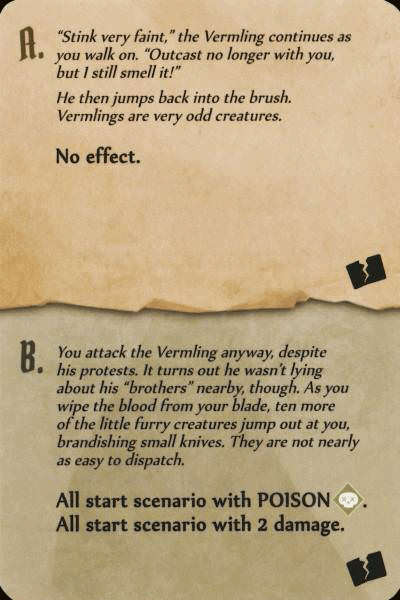 A.
“Stink very faint,” the Vermling continues as
you walk on. “Outcast no longer with you,
but I still smell it!”
He then jumps back into the brush.
Vermlings are very odd creatures.
No effect.
B.
You attack the Vermling anyway, despite
his protests. It turns out he wasn’t lying
about his “brothers” nearby, though. As you
wipe the blood from your blade, ten more
of the little furry creatures jump out at you,
brandishing small knives. They are not nearly
as easy to dispatch.
All start scenario with POISON .
All start scenario with 2 damage.